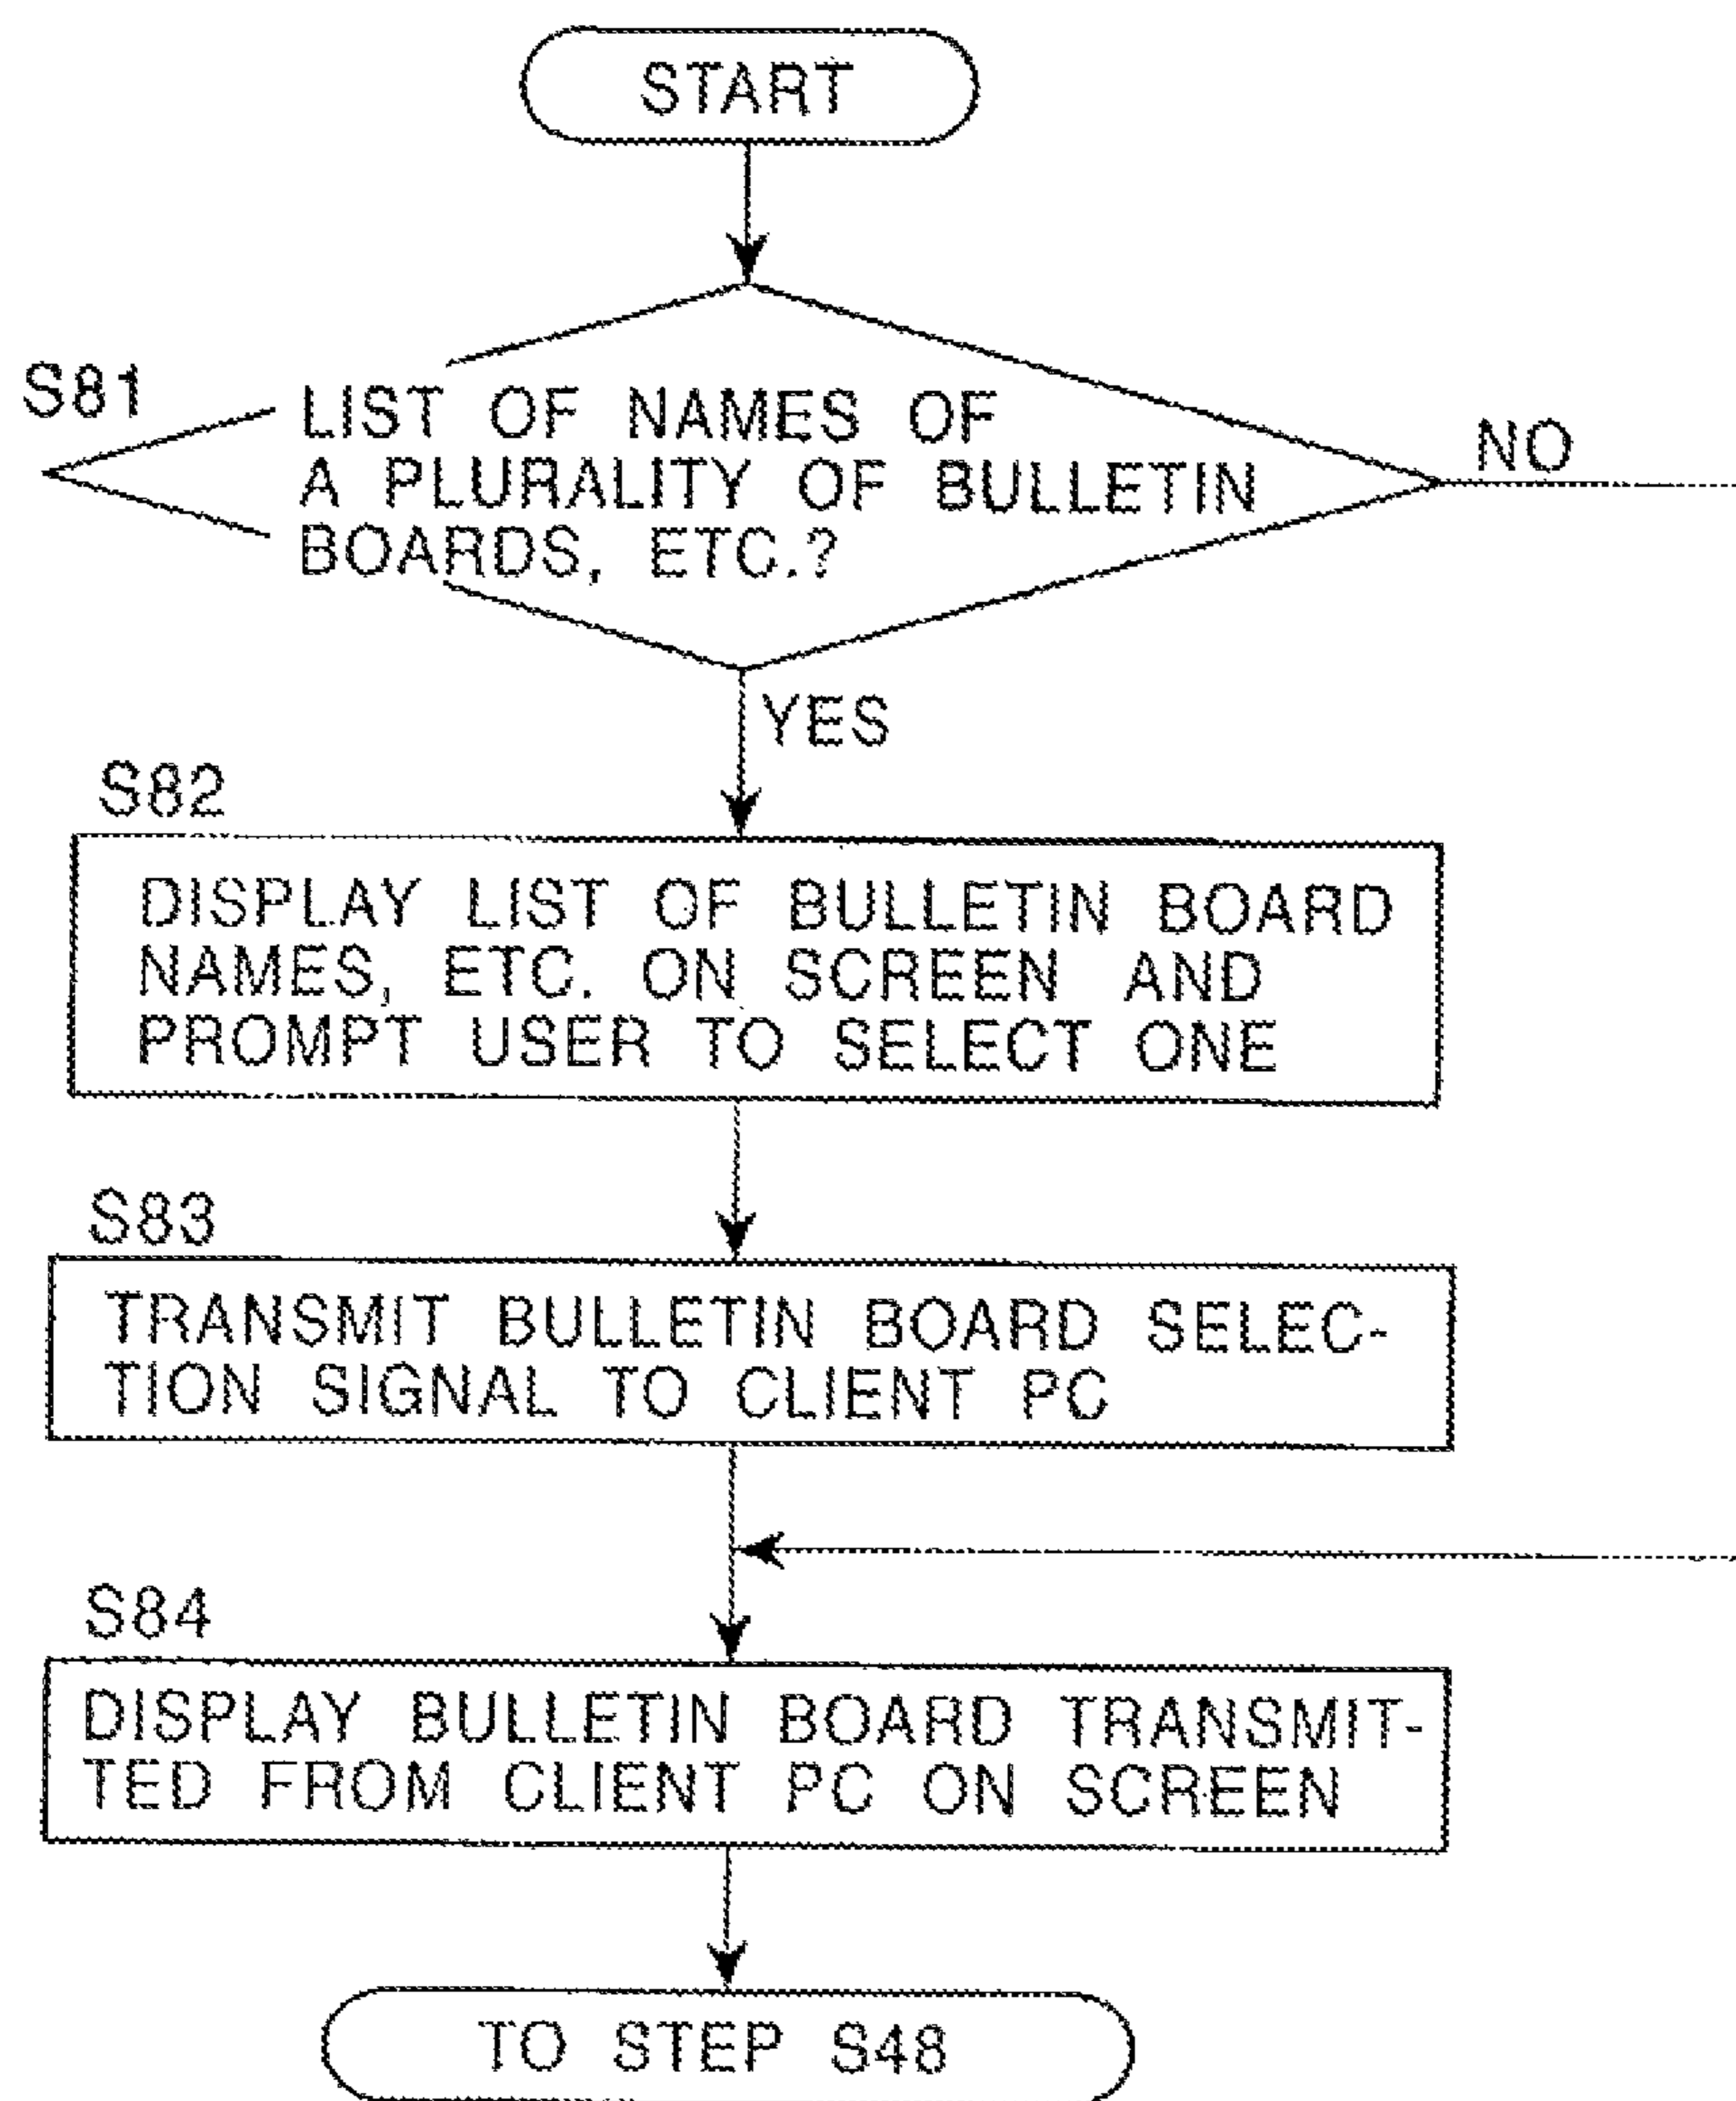 START
S81
LIST OF NAMES OF
A PLURALITY OF BULLETIN
BOARDS, ETC.?
NO
YES
S82
DISPLAY LIST OF BULLETIN BOARD
NAMES, ETC. ON SCREEN AND
PROMPT USER TO SELECT ONE
S83
TRANSMIT BULLETIN BOARD SELEC-
TION SIGNAL TO CLIENT PC
S84
DISPLAY BULLETIN BOARD TRANSMIT-
TED FROM CLIENT PC ON SCREEN
TO STEP S48